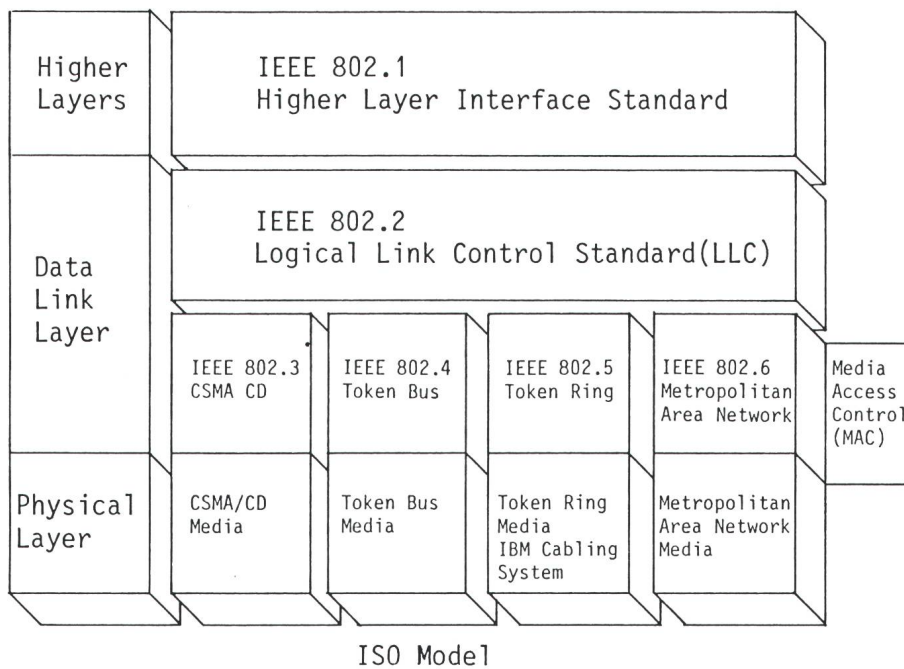 Higher
Layers
IEEE 802.1
Higher Layer Interface Standard
Data
Link
Layer
IEEE 802.2
Logical Link Control Standard(LLC)
IEEE 802.3
CSMA CD
IEEE 802.4
Token Bus
IEEE 802.5
Token Ring
IEEE 802.6
Metropolitan
Area Network
Media
Access
Control
(MAC)
Physical
Layer
CSMA/CD
Media
Token Bus
Media
Token Ring
Media
IBM Cabling
System
Metropolitan
Area Network
Media
ISO Model